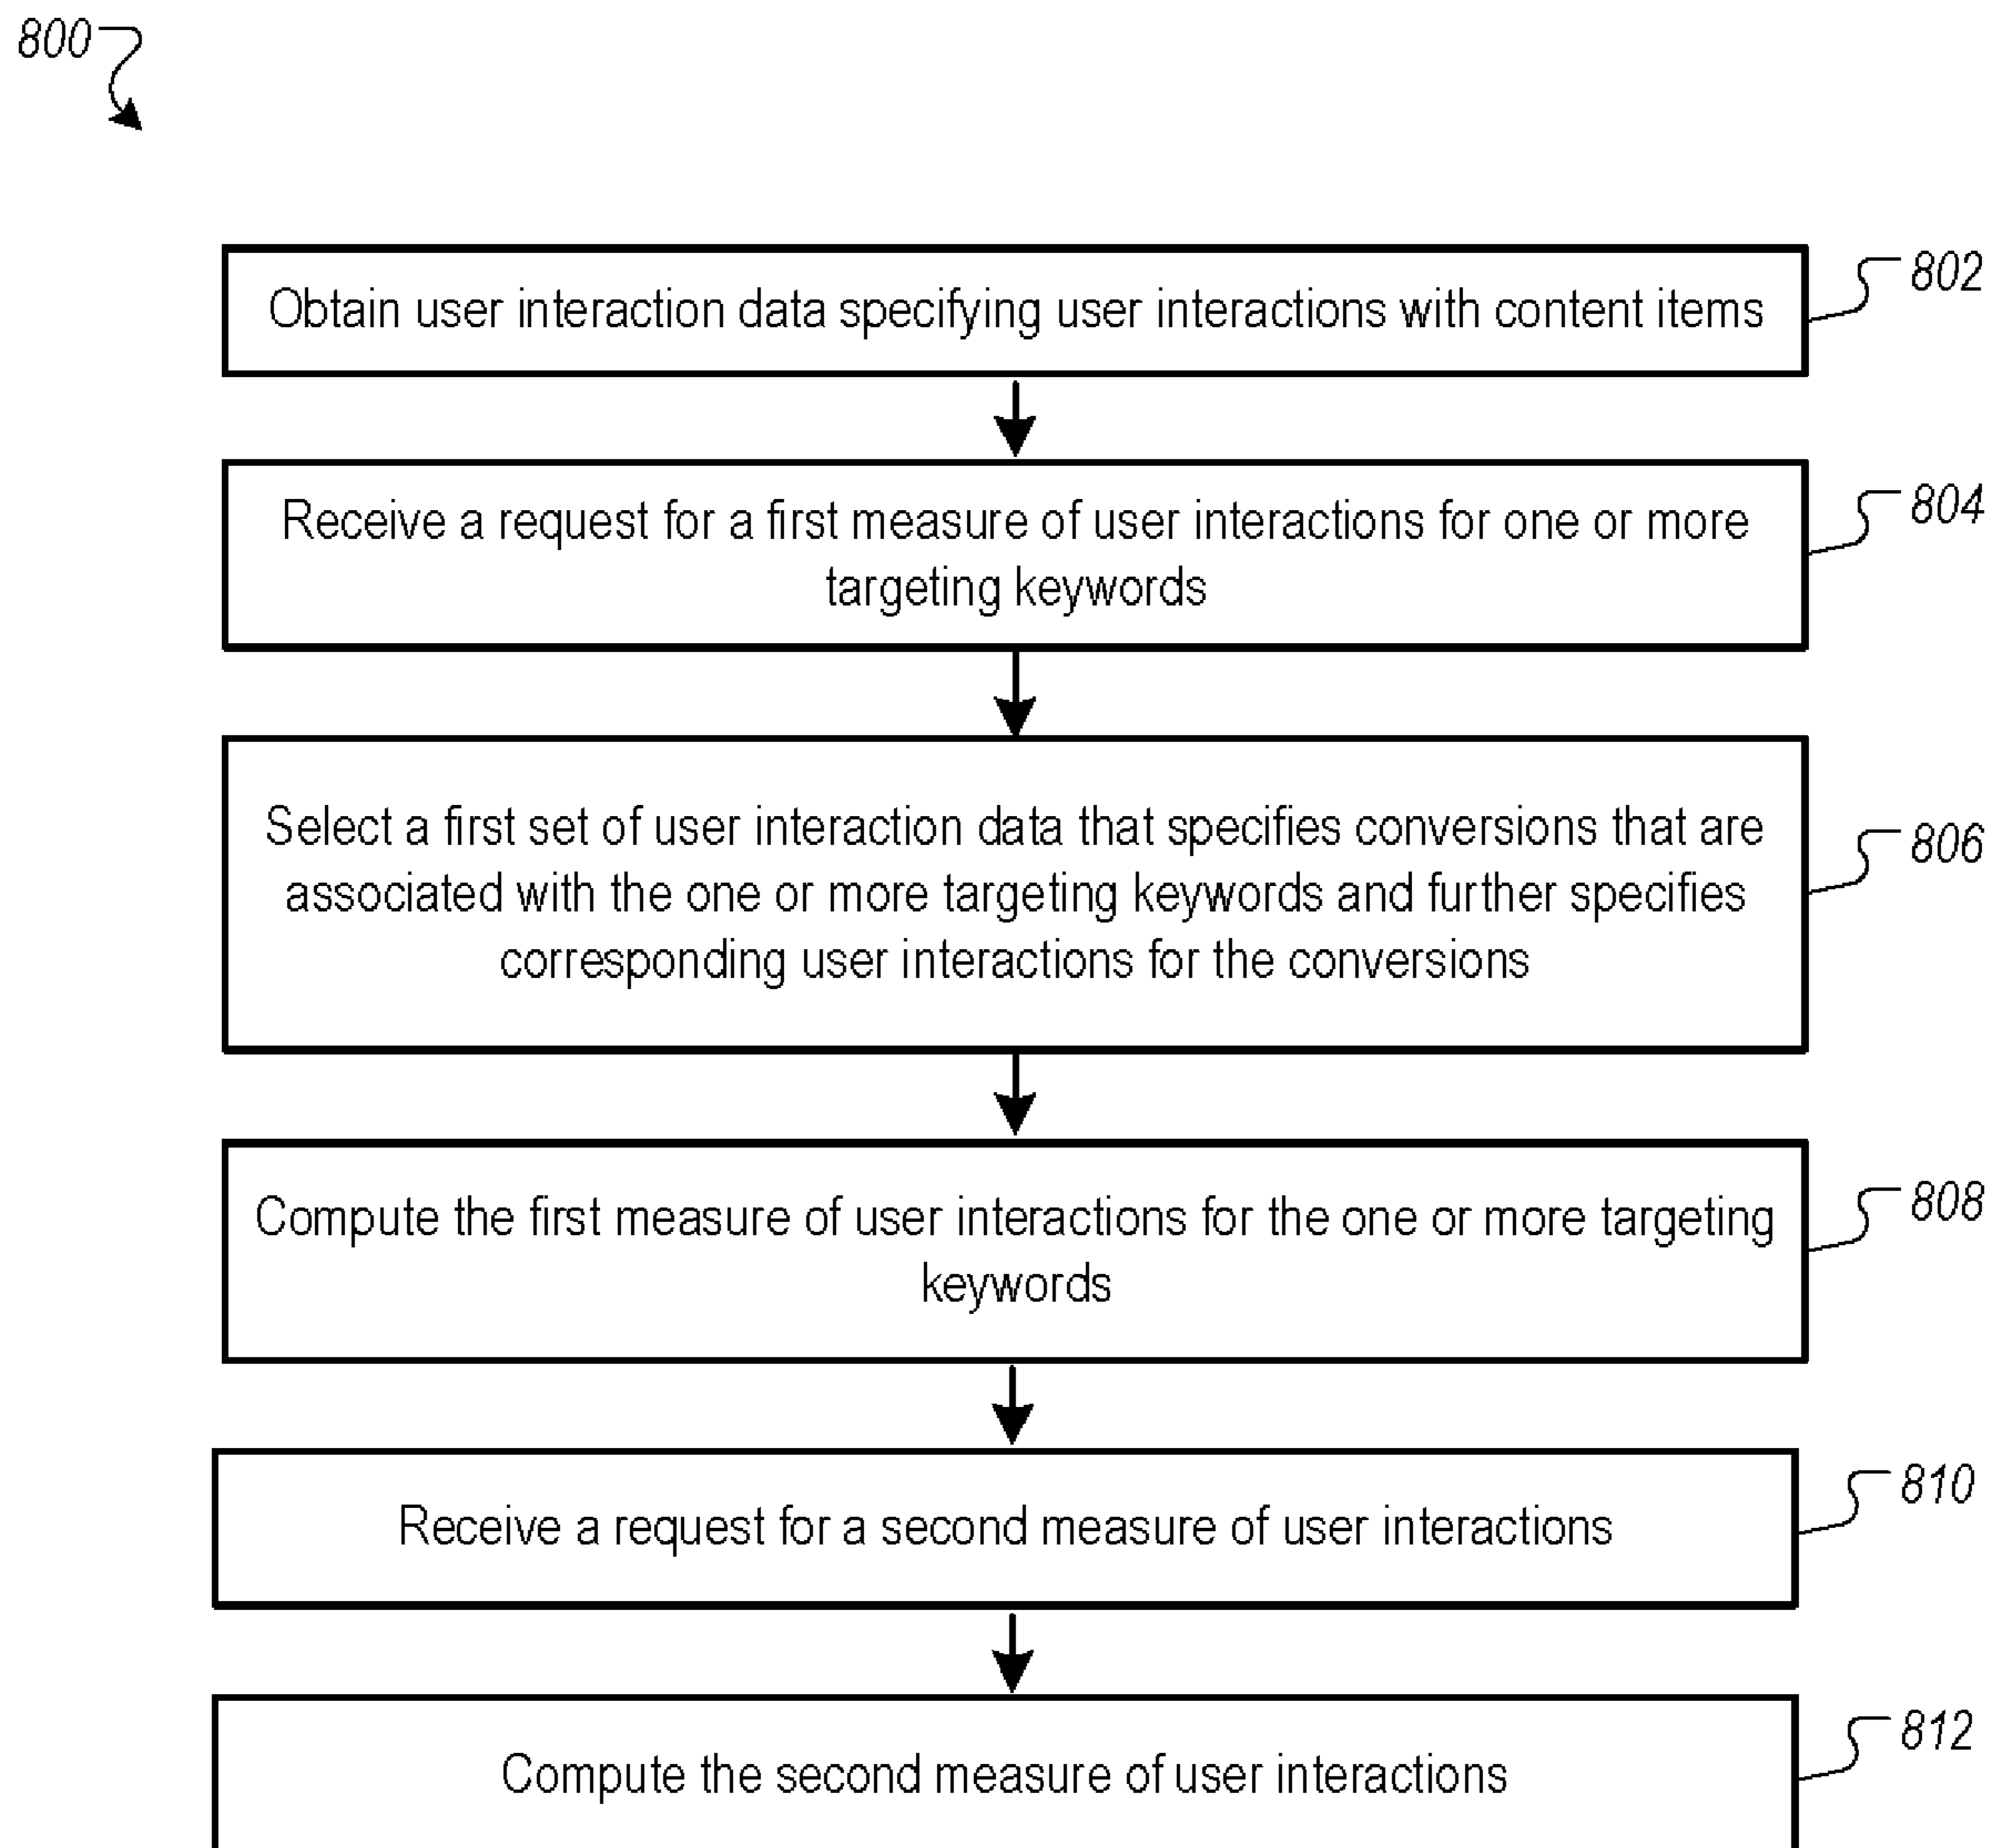 800
Obtain user interaction data specifying user interactions with content items
802
Receive a request for a first measure of user interactions for one or more
targeting keywords
804
Select a first set of user interaction data that specifies conversions that are
associated with the one or more targeting keywords and further specifies
corresponding user interactions for the conversions
806
Compute the first measure of user interactions for the one or more targeting
keywords
808
Receive a request for a second measure of user interactions
810
Compute the second measure of user interactions
812